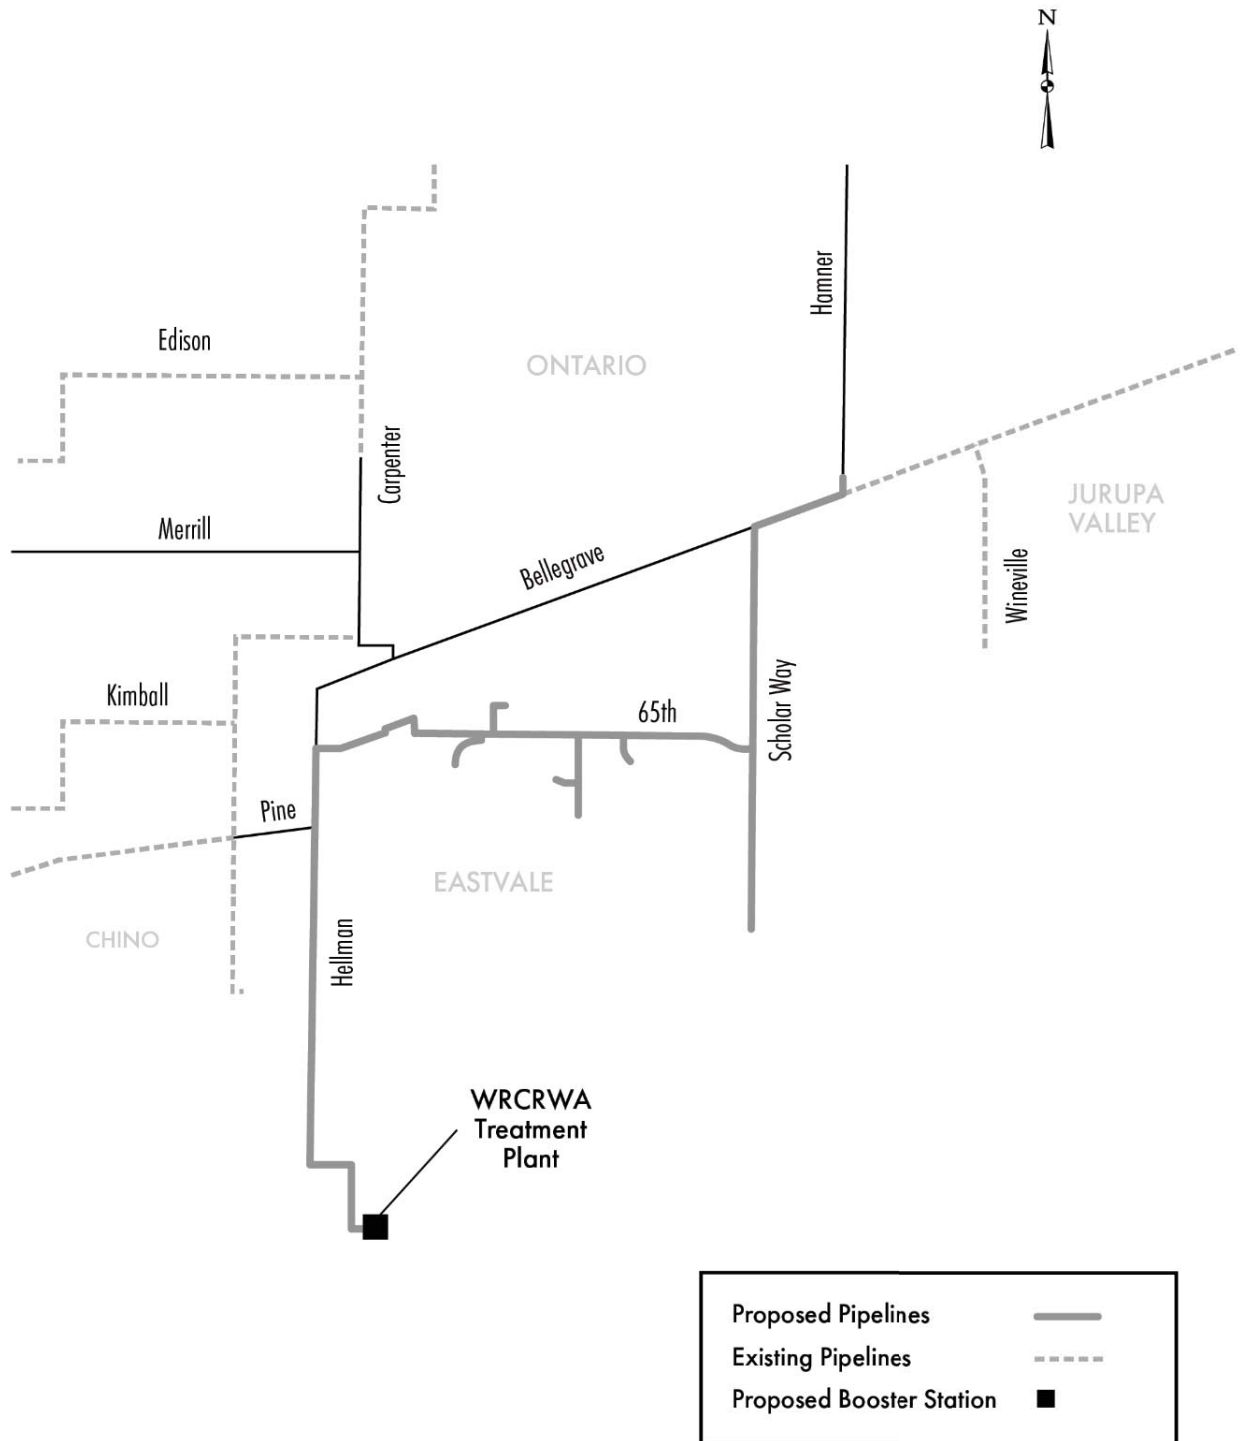 N
Hamner
Edison
ONTARIO
Carpenter
JURUPA
VALLEY
Merrill
Bellegrave
Wineville
Kimball
65th
Scholar Way
Pine
EASTVALE
CHINO
Hellman
WRCRWA
Treatment
Plant
Proposed Pipelines
Existing Pipelines
Proposed Booster Station